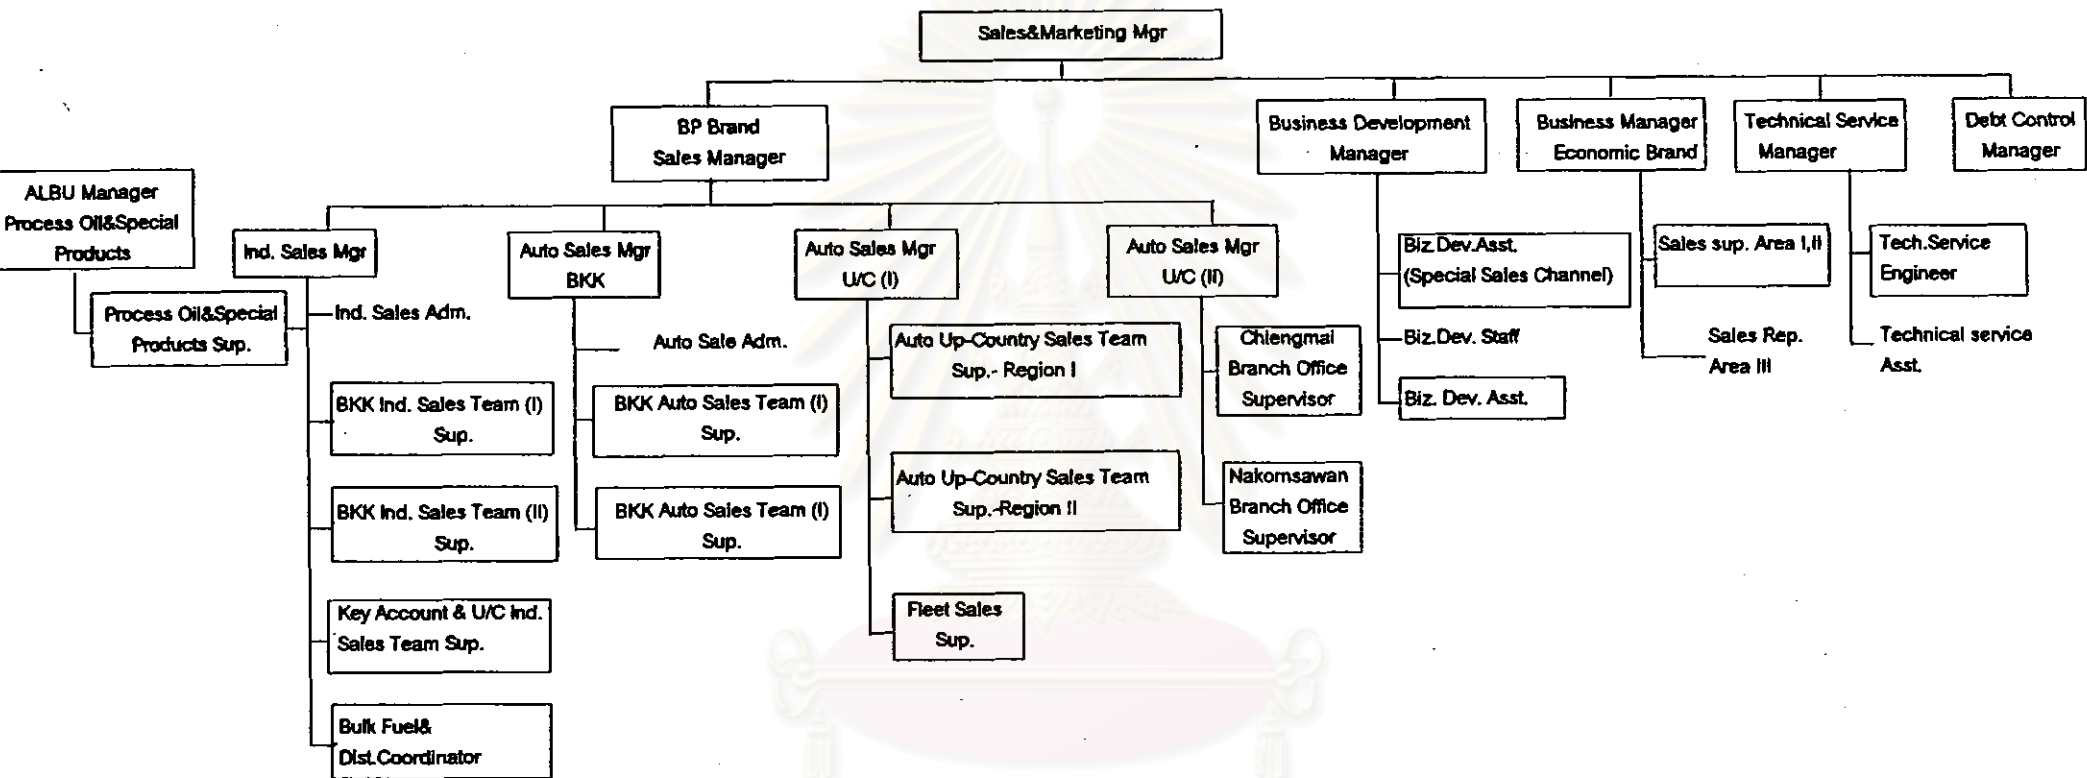 Sales&Marketing Mgr
BP Brand
Sales Manager
Business Development
Manager
Business Manager
Economic Brand
Technical Service
Manager
Debt Control
Manager
ALBU Manager
Process Oil&Special
Products
Ind. Sales Mgr
Auto Sales Mgr
BKK
Auto Sales Mgr
U/C (I)
Auto Sales Mgr
U/C (II)
Process Oil&Special
Products Sup.
Ind. Sales Adm.
BKK Ind. Sales Team (I)
Sup.
BKK Ind. Sales Team (II)
Sup.
Key Account & U/C Ind.
Sales Team Sup.
Bulk Fuel&
Dist.Coordinator
Auto Sale Adm.
BKK Auto Sales Team (I)
Sup.
BKK Auto Sales Team (I)
Sup.
Auto Up-Country Sales Team
Sup.- Region I
Auto Up-Country Sales Team
Sup.-Region II
Fleet Sales
Sup.
Chiengmai
Branch Office
Supervisor
Nakornsawan
Branch Office
Supervisor
Biz.Dev.Asst.
(Special Sales Channel)
Biz.Dev. Staff
Biz. Dev. Asst.
Sales sup. Area I,II
Sales Rep.
Area III
Tech.Service
Engineer
Technical service
Asst.